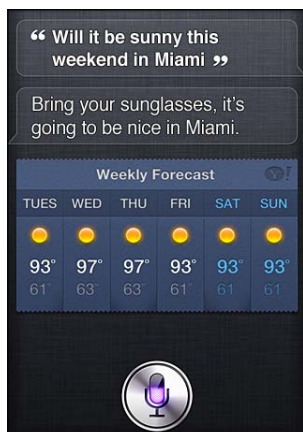 “ Will it be sunny this
weekend in Miami ”
Bring your sunglasses, it's
going to be nice in Miami.
Weekly Forecast Y!
TUES WED THU FRI SAT SUN
93° 97° 97° 93° 93° 93°
61° 63° 63° 61° 61° 61°